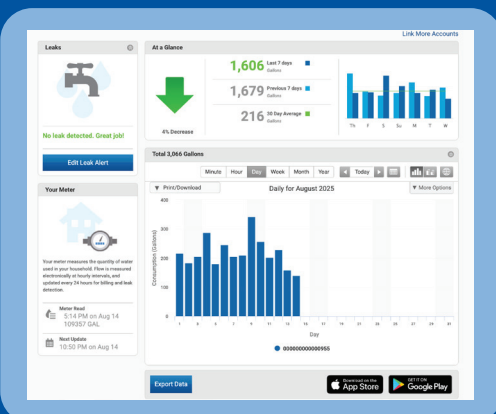 Link More Accounts
Leaks
No leak detected. Great job!
Edit Leak Alert
Your Meter
Your meter measures the quantity of water
used in your household. Flow is measured
electronically at hourly intervals, and
updated every 24 hours for billing and leak
detection.
Meter Read
5:14 PM on Aug 14
109357 GAL
Next Update
10:50 PM on Aug 14
At a Glance
4% Decrease
1,606 Last 7 days
Gallons
1,679 Previous 7 days
Gallons
216 30 Day Average
Gallons
Th F S Su M T W
Total 3,066 Gallons
Minute Hour Day Week Month Year Today
Print/Download
Daily for August 2025
More Options
Consumption (Gallons)
400
300
200
100
0
1 3 5 7 9 11 13 15 17 19 21 23 25 27 29 31
Day
000000000000955
Export Data
Download on the
App Store
GET IT ON
Google Play